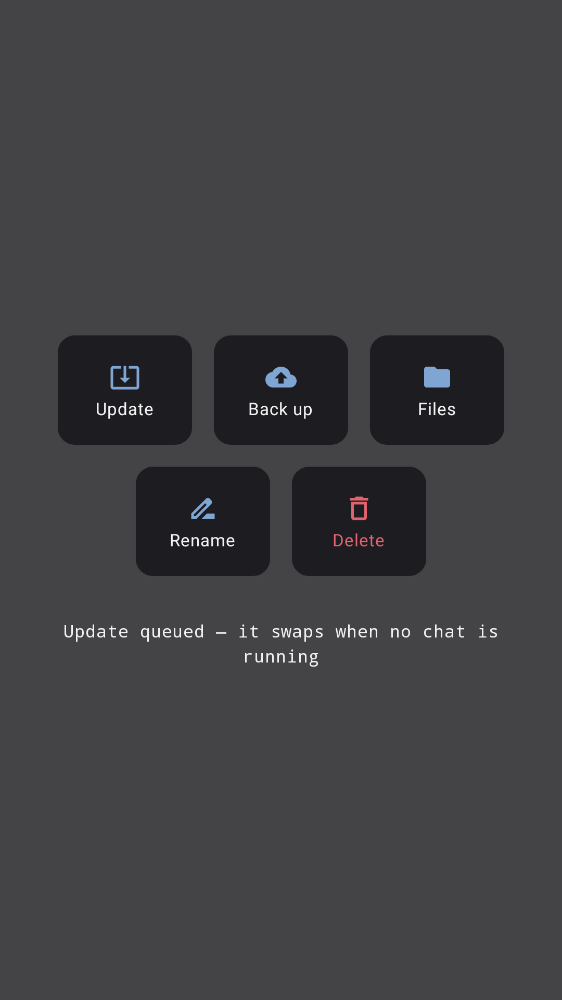 Update
Back up
Files
Rename
Delete
Update queued — it swaps when no chat is
running